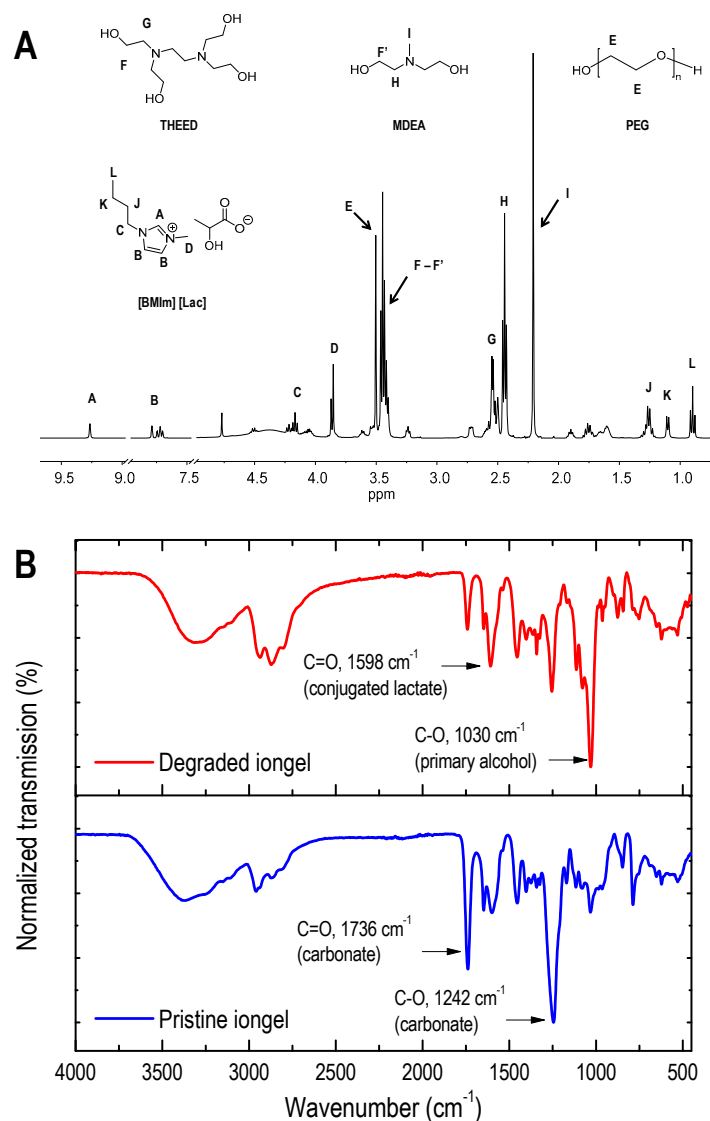 A
G
HO
OH
N
N
F
HO
OH
THEED
I
F'
N
HO
OH
H
MDEA
E
HO
O
H
n
E
PEG
L
K
J
A
C
N
N
D
B
B
O
O
OH
[BMIm] [Lac]
E
F – F'
H
I
D
G
C
A
B
J
K
L
9.5 9.0 7.5 4.5 4.0 3.5 3.0 2.5 2.0 1.5 1.0
ppm
B
Normalized transmission (%)
C=O, 1598 cm⁻¹
(conjugated lactate)
C-O, 1030 cm⁻¹
(primary alcohol)
Degraded iongel
C=O, 1736 cm⁻¹
(carbonate)
C-O, 1242 cm⁻¹
(carbonate)
Pristine iongel
4000 3500 3000 2500 2000 1500 1000 500
Wavenumber (cm⁻¹)